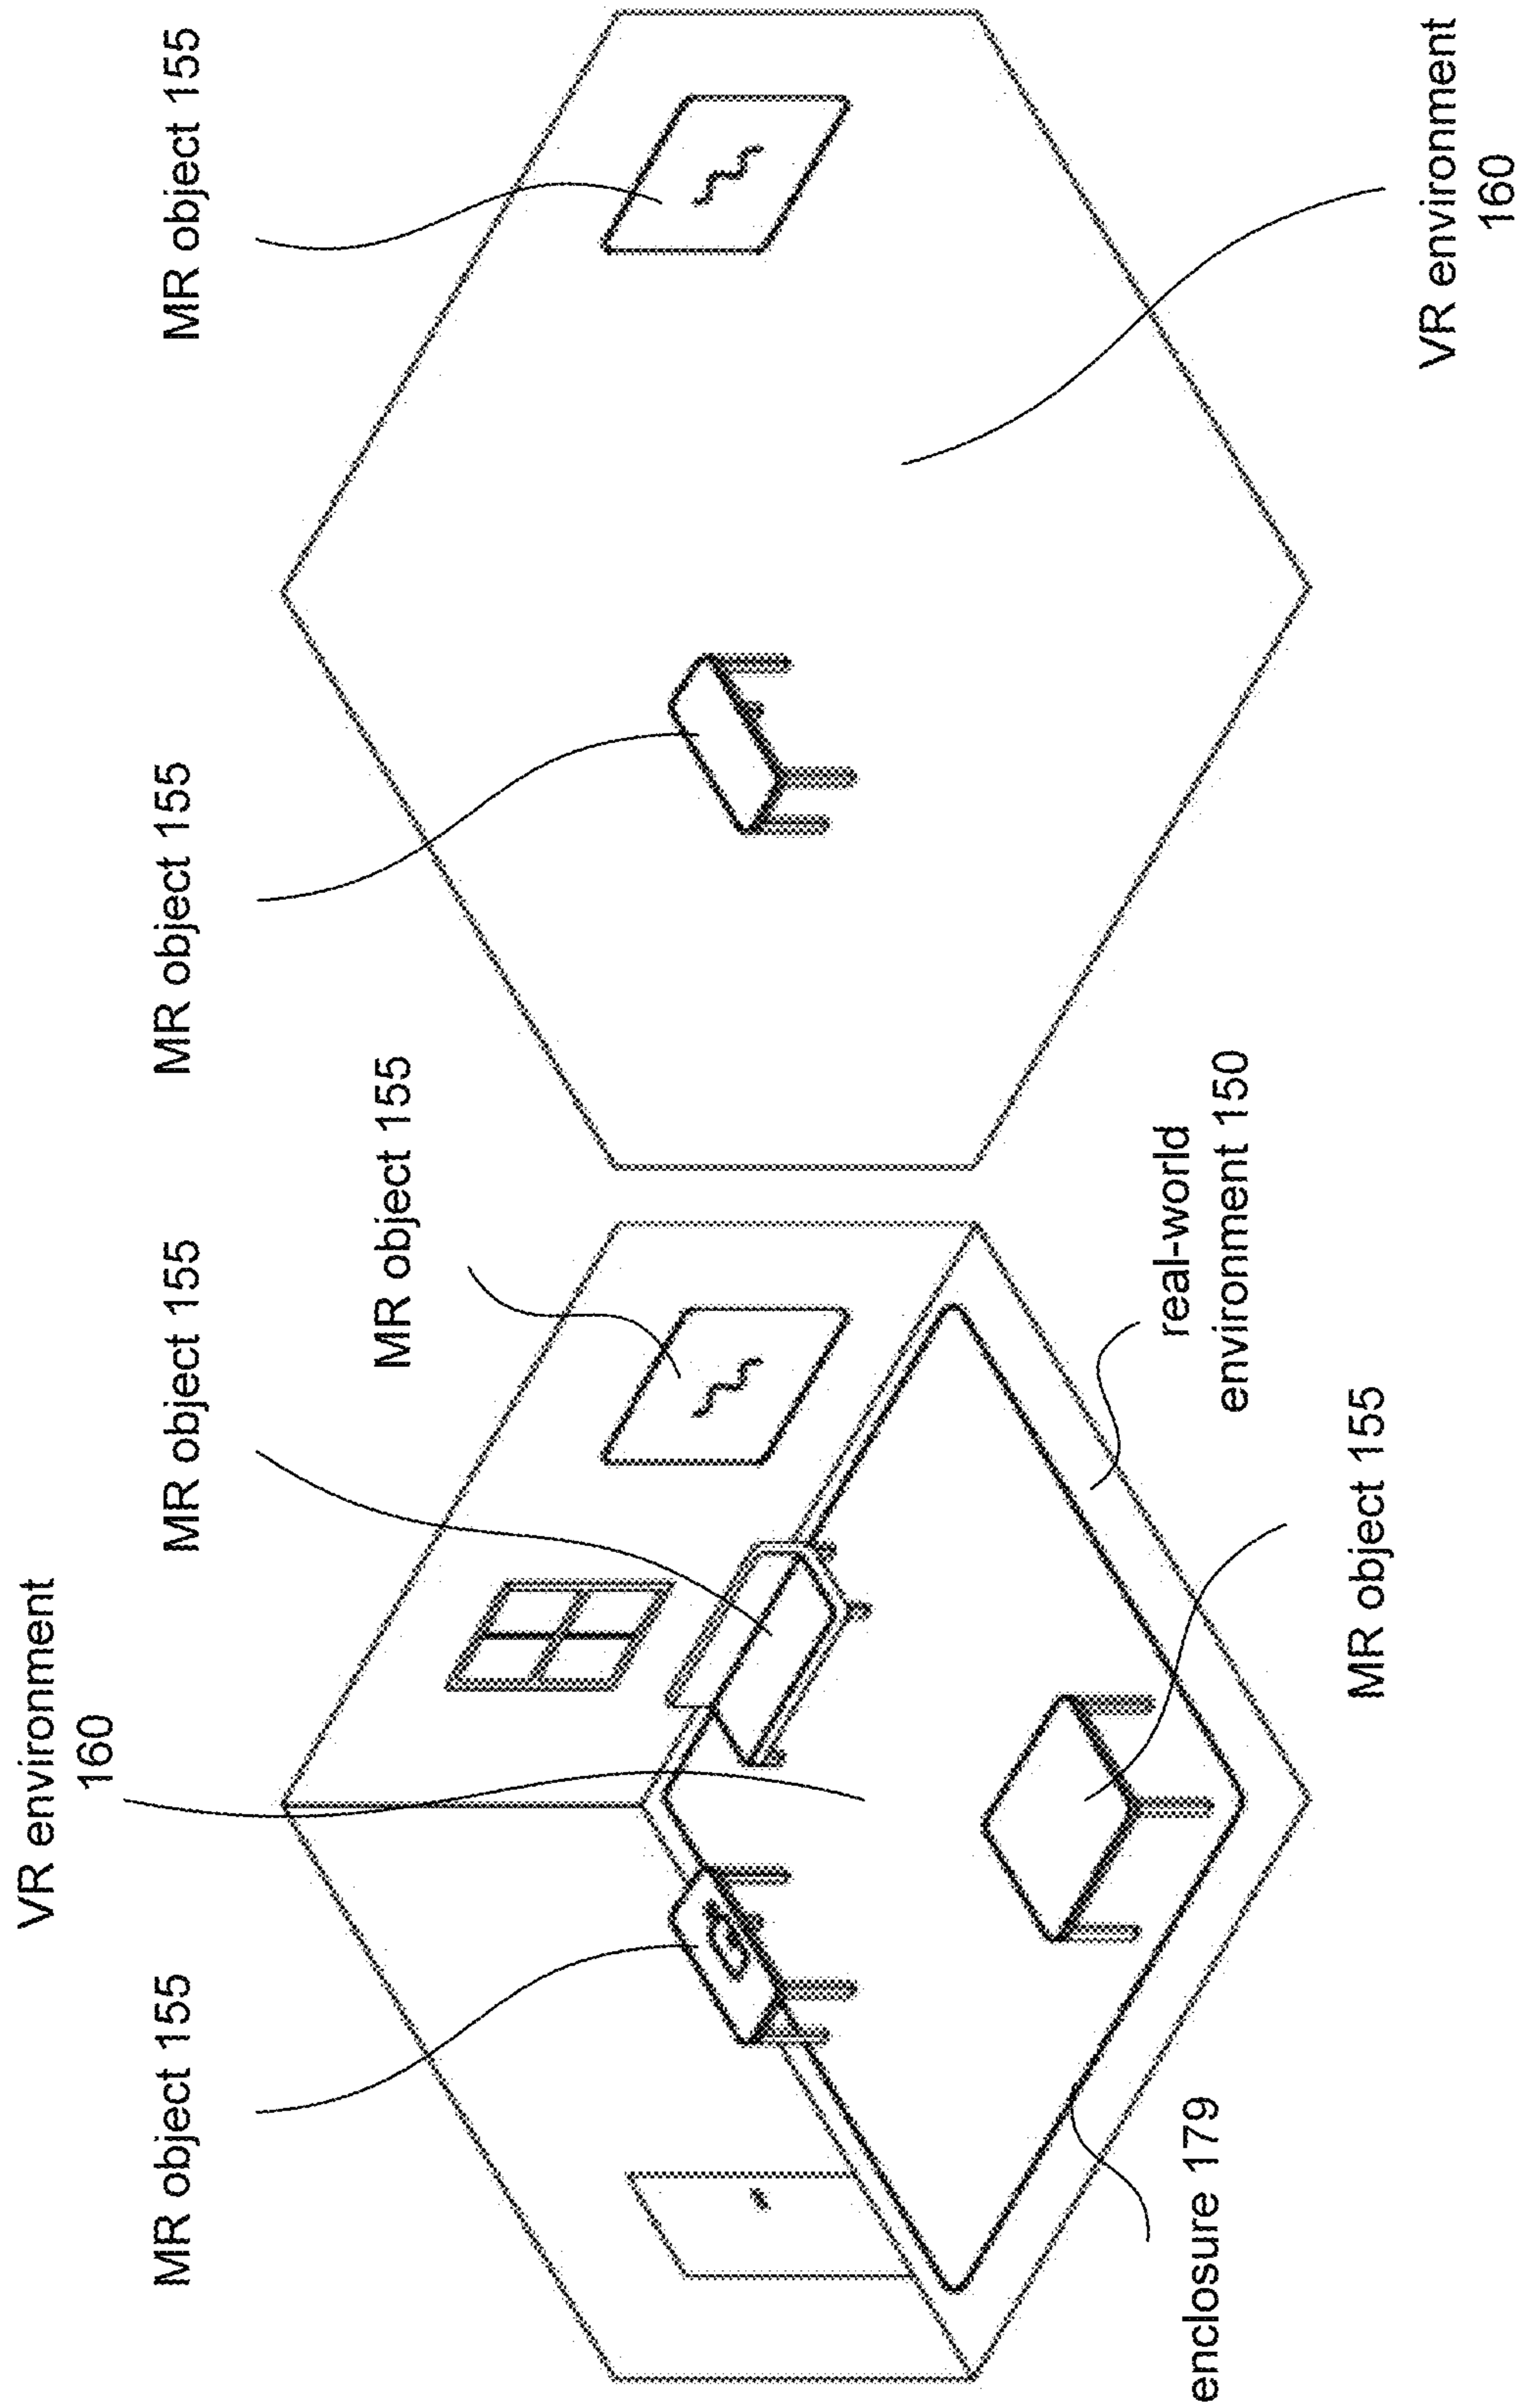 VR environment
160
MR object 155
MR object 155
MR object 155
enclosure 179
MR object 155
real-world
environment 150
MR object 155
MR object 155
VR environment
160